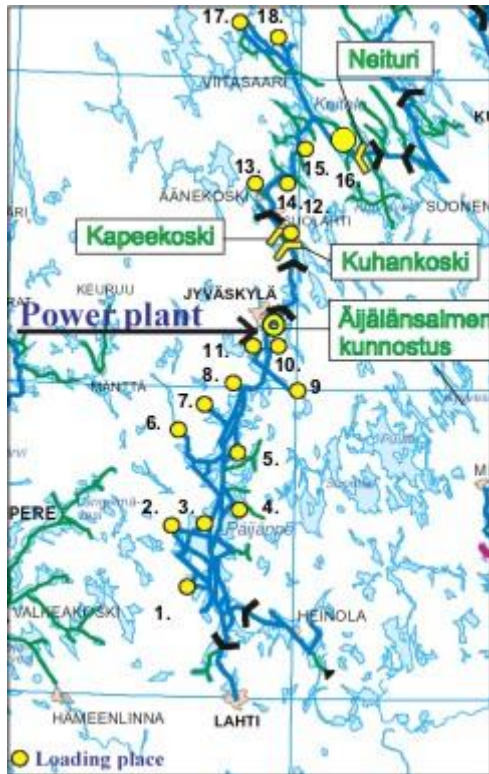 17.
18.
Neituri
VIITASAARI
Keitele
KU
13.
15.
ÄÄNEKOSKI
16.
14.
12.
SUOLAHTI
SUONEN
ÄRI
Kapeekoski
Kuhankoski
KEURUU
JYVÄSKYLÄ
RAT
Power plant
Äijälänsalmen
kunnostus
11.
10.
8.
9
MÄNTTÄ
7.
6.
5.
M
2.
3.
4.
PERE
Päijänne
1.
VALKEAKOSKI
HEINOLA
HÄMEENLINNA
LAHTI
Loading place